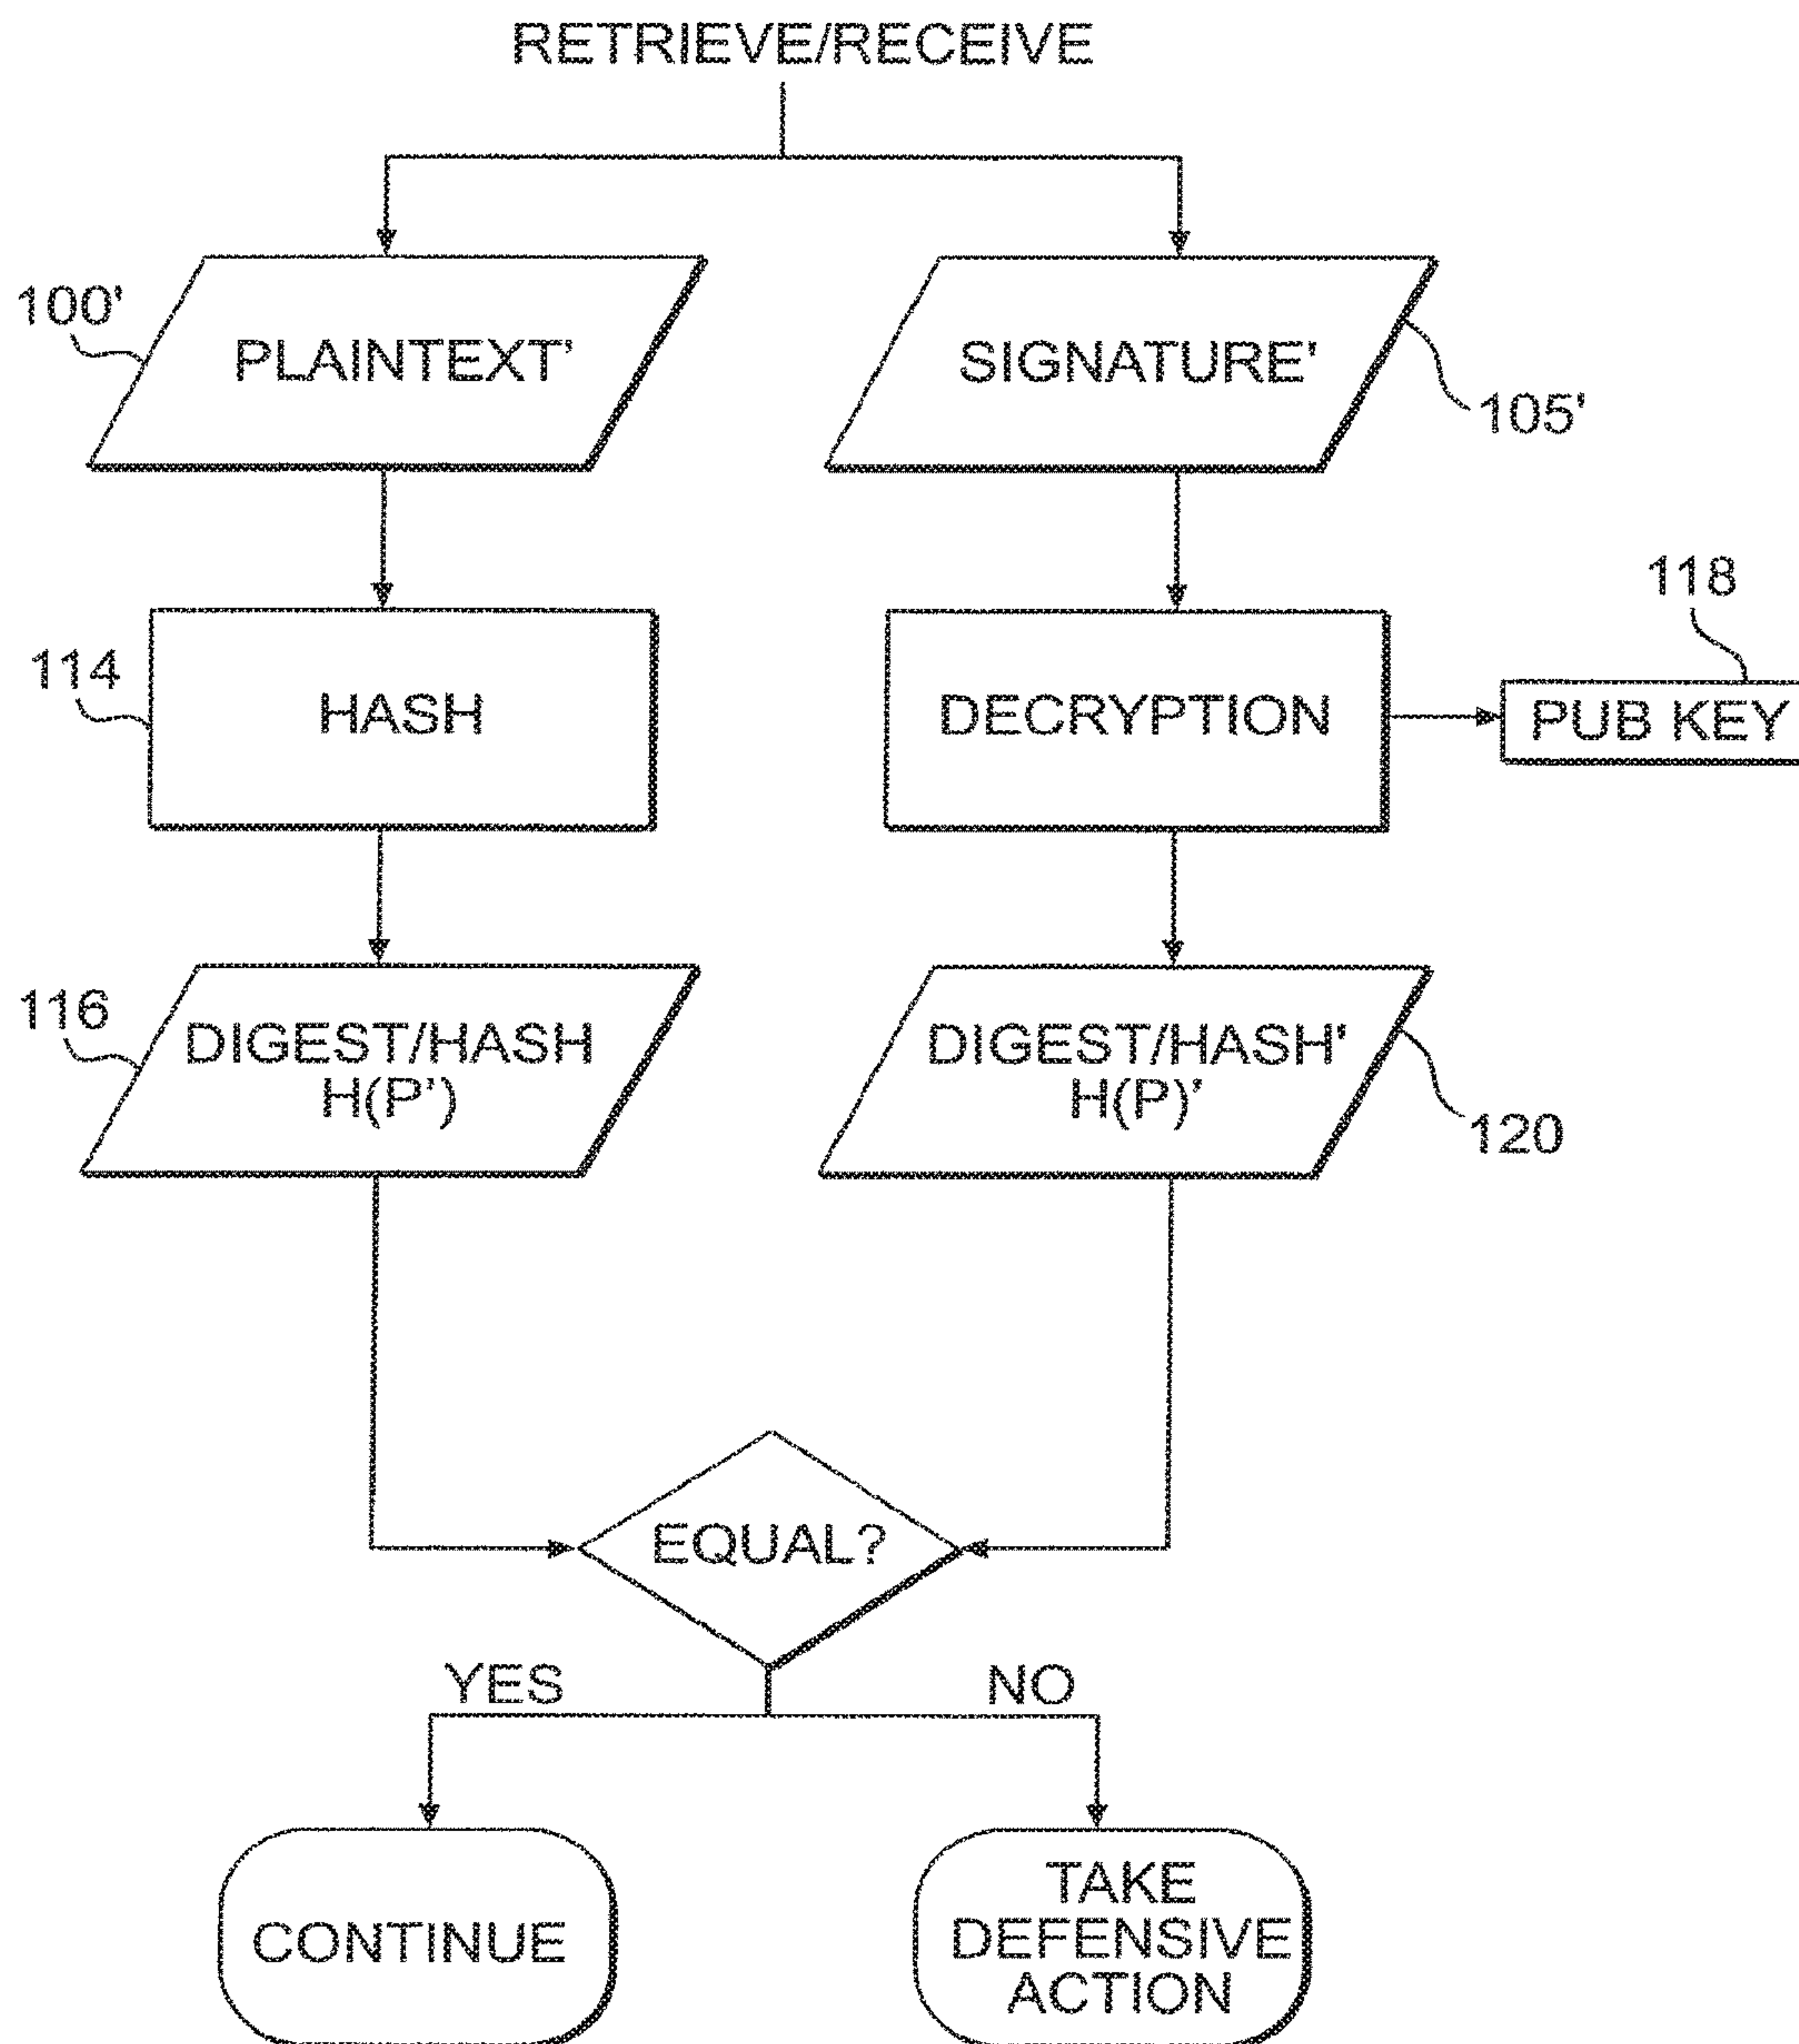 RETRIEVE/RECEIVE
100'
PLAINTEXT'
SIGNATURE'
105'
118
114
HASH
DECRYPTION
PUB KEY
116
DIGEST/HASH
H(P')
DIGEST/HASH'
H(P)'
120
EQUAL?
YES
NO
CONTINUE
TAKE
DEFENSIVE
ACTION